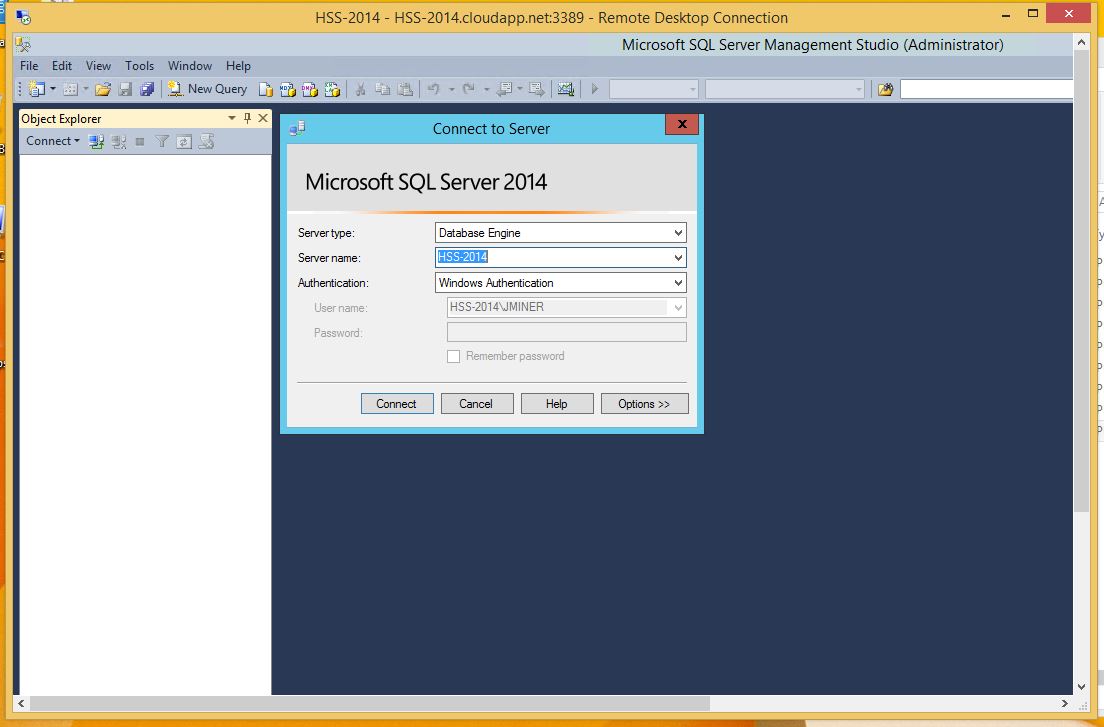 HSS-2014 - HSS-2014.cloudapp.net:3389 - Remote Desktop Connection
Microsoft SQL Server Management Studio (Administrator)
File Edit View Tools Window Help
New Query
Object Explorer
Connect
Connect to Server
Microsoft SQL Server 2014
Server type: Database Engine
Server name: HSS-2014
Authentication: Windows Authentication
User name: HSS-2014\JMINER
Password:
Remember password
Connect Cancel Help Options >>